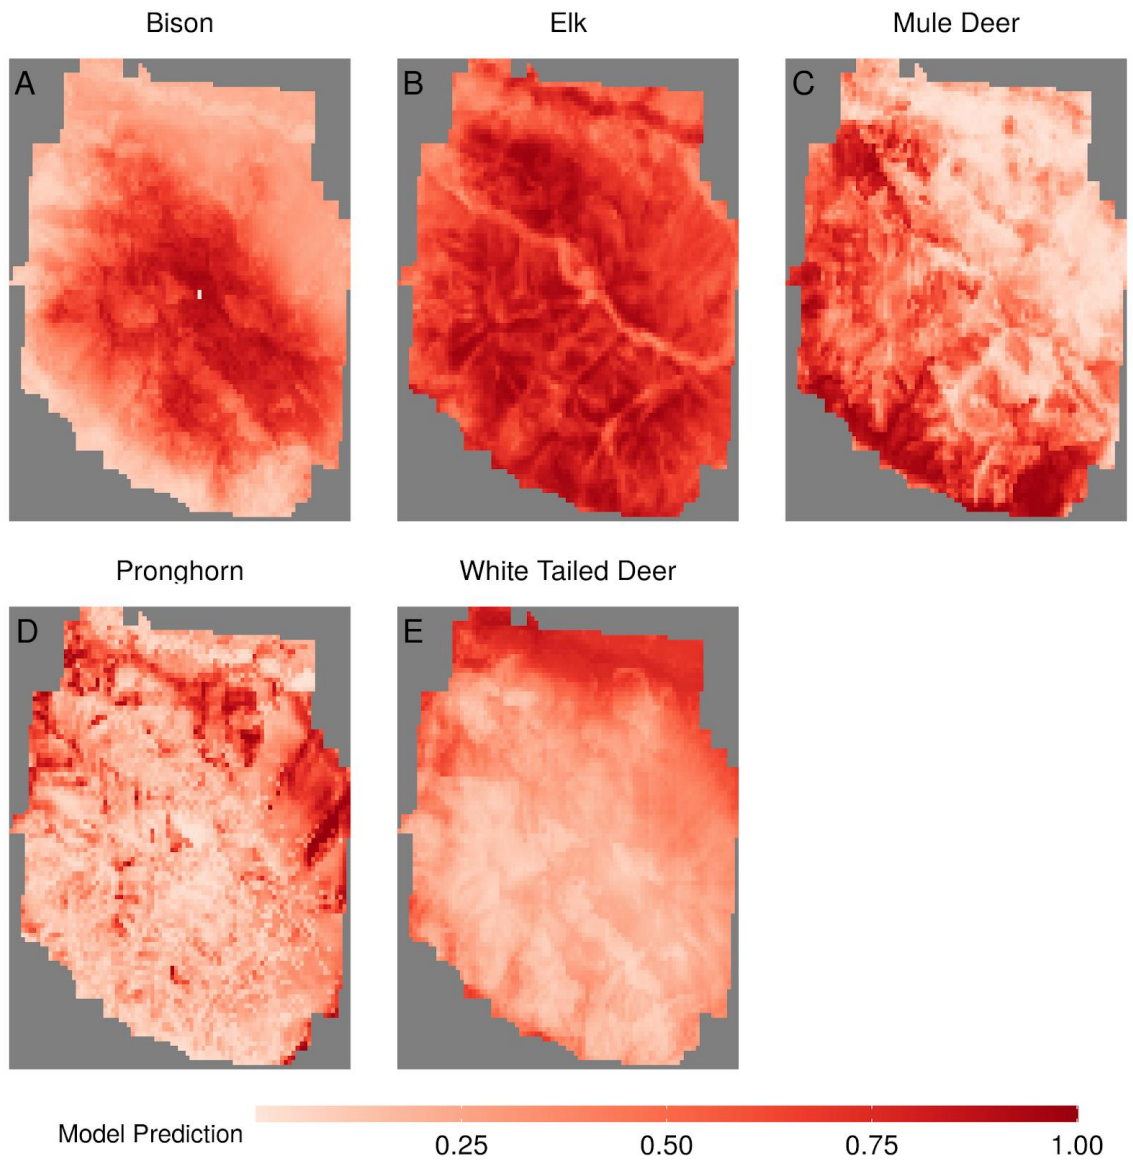 Bison
Elk
Mule Deer
A
B
C
Pronghorn
White Tailed Deer
D
E
Model Prediction
0.25
0.50
0.75
1.00